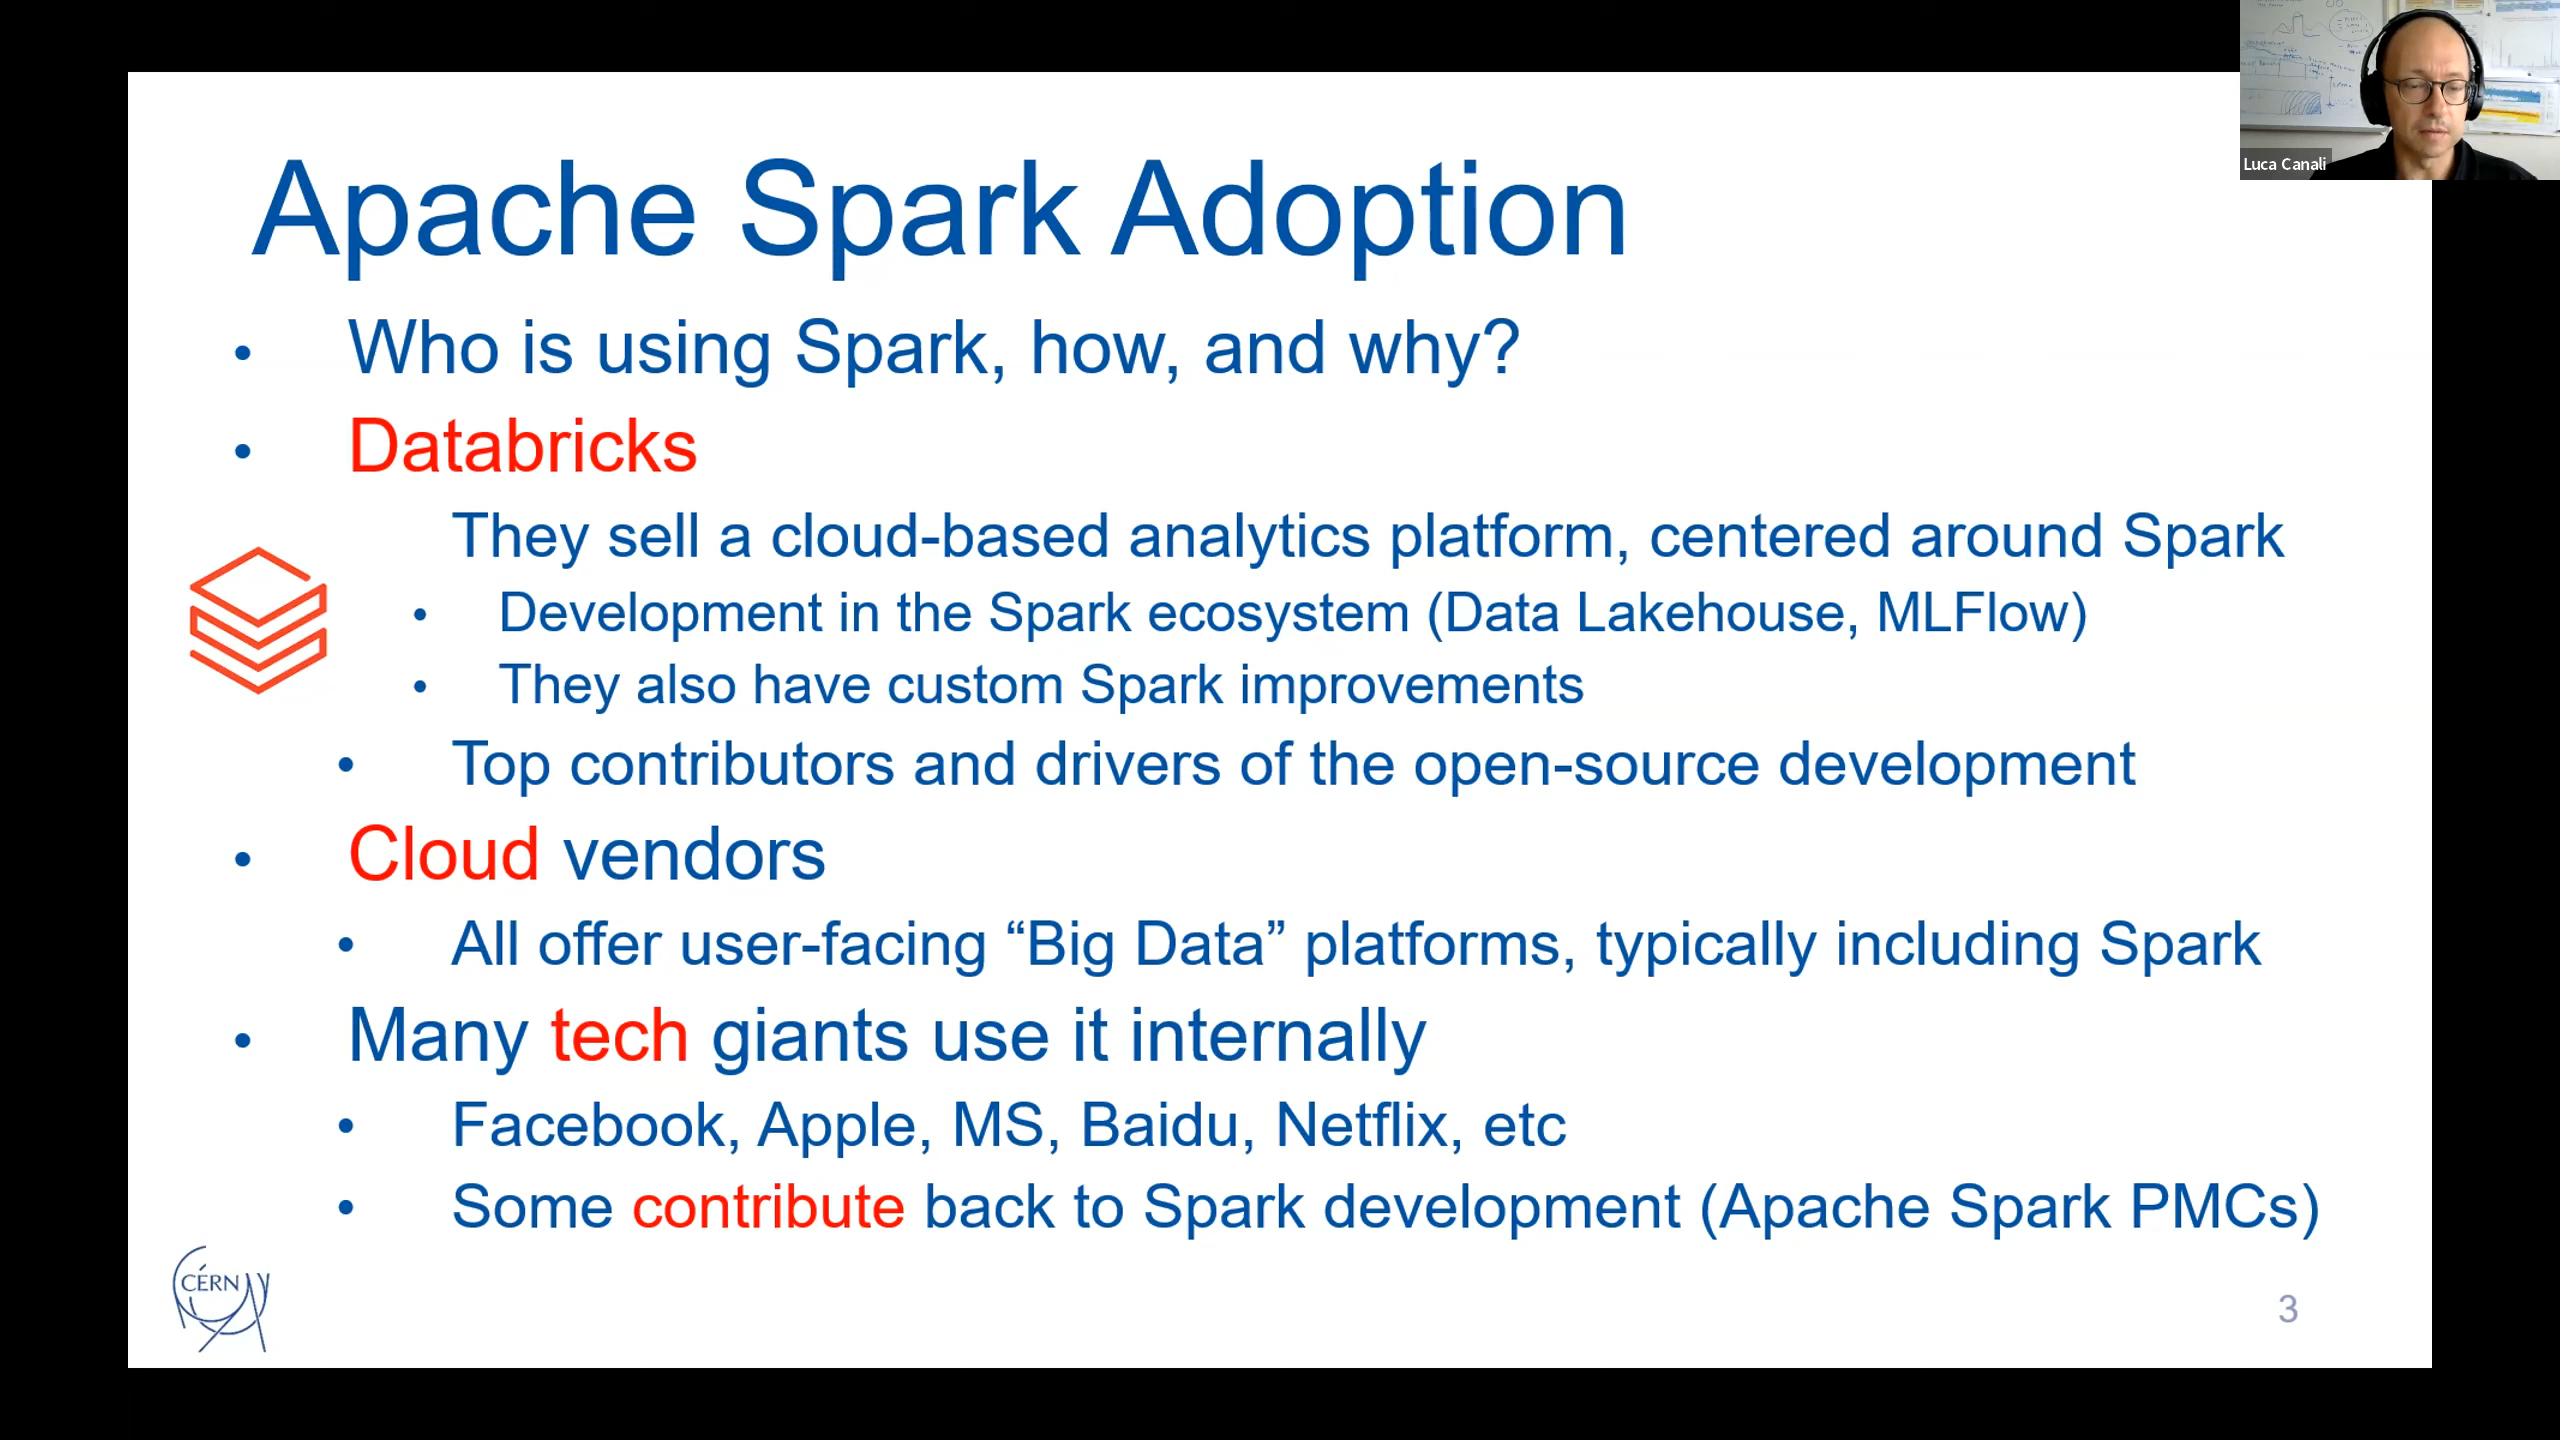 Luca Canali
Apache Spark Adoption
• Who is using Spark, how, and why?
• Databricks
They sell a cloud-based analytics platform, centered around Spark
• Development in the Spark ecosystem (Data Lakehouse, MLFlow)
• They also have custom Spark improvements
• Top contributors and drivers of the open-source development
• Cloud vendors
• All offer user-facing “Big Data” platforms, typically including Spark
• Many tech giants use it internally
• Facebook, Apple, MS, Baidu, Netflix, etc
• Some contribute back to Spark development (Apache Spark PMCs)
CERN
3